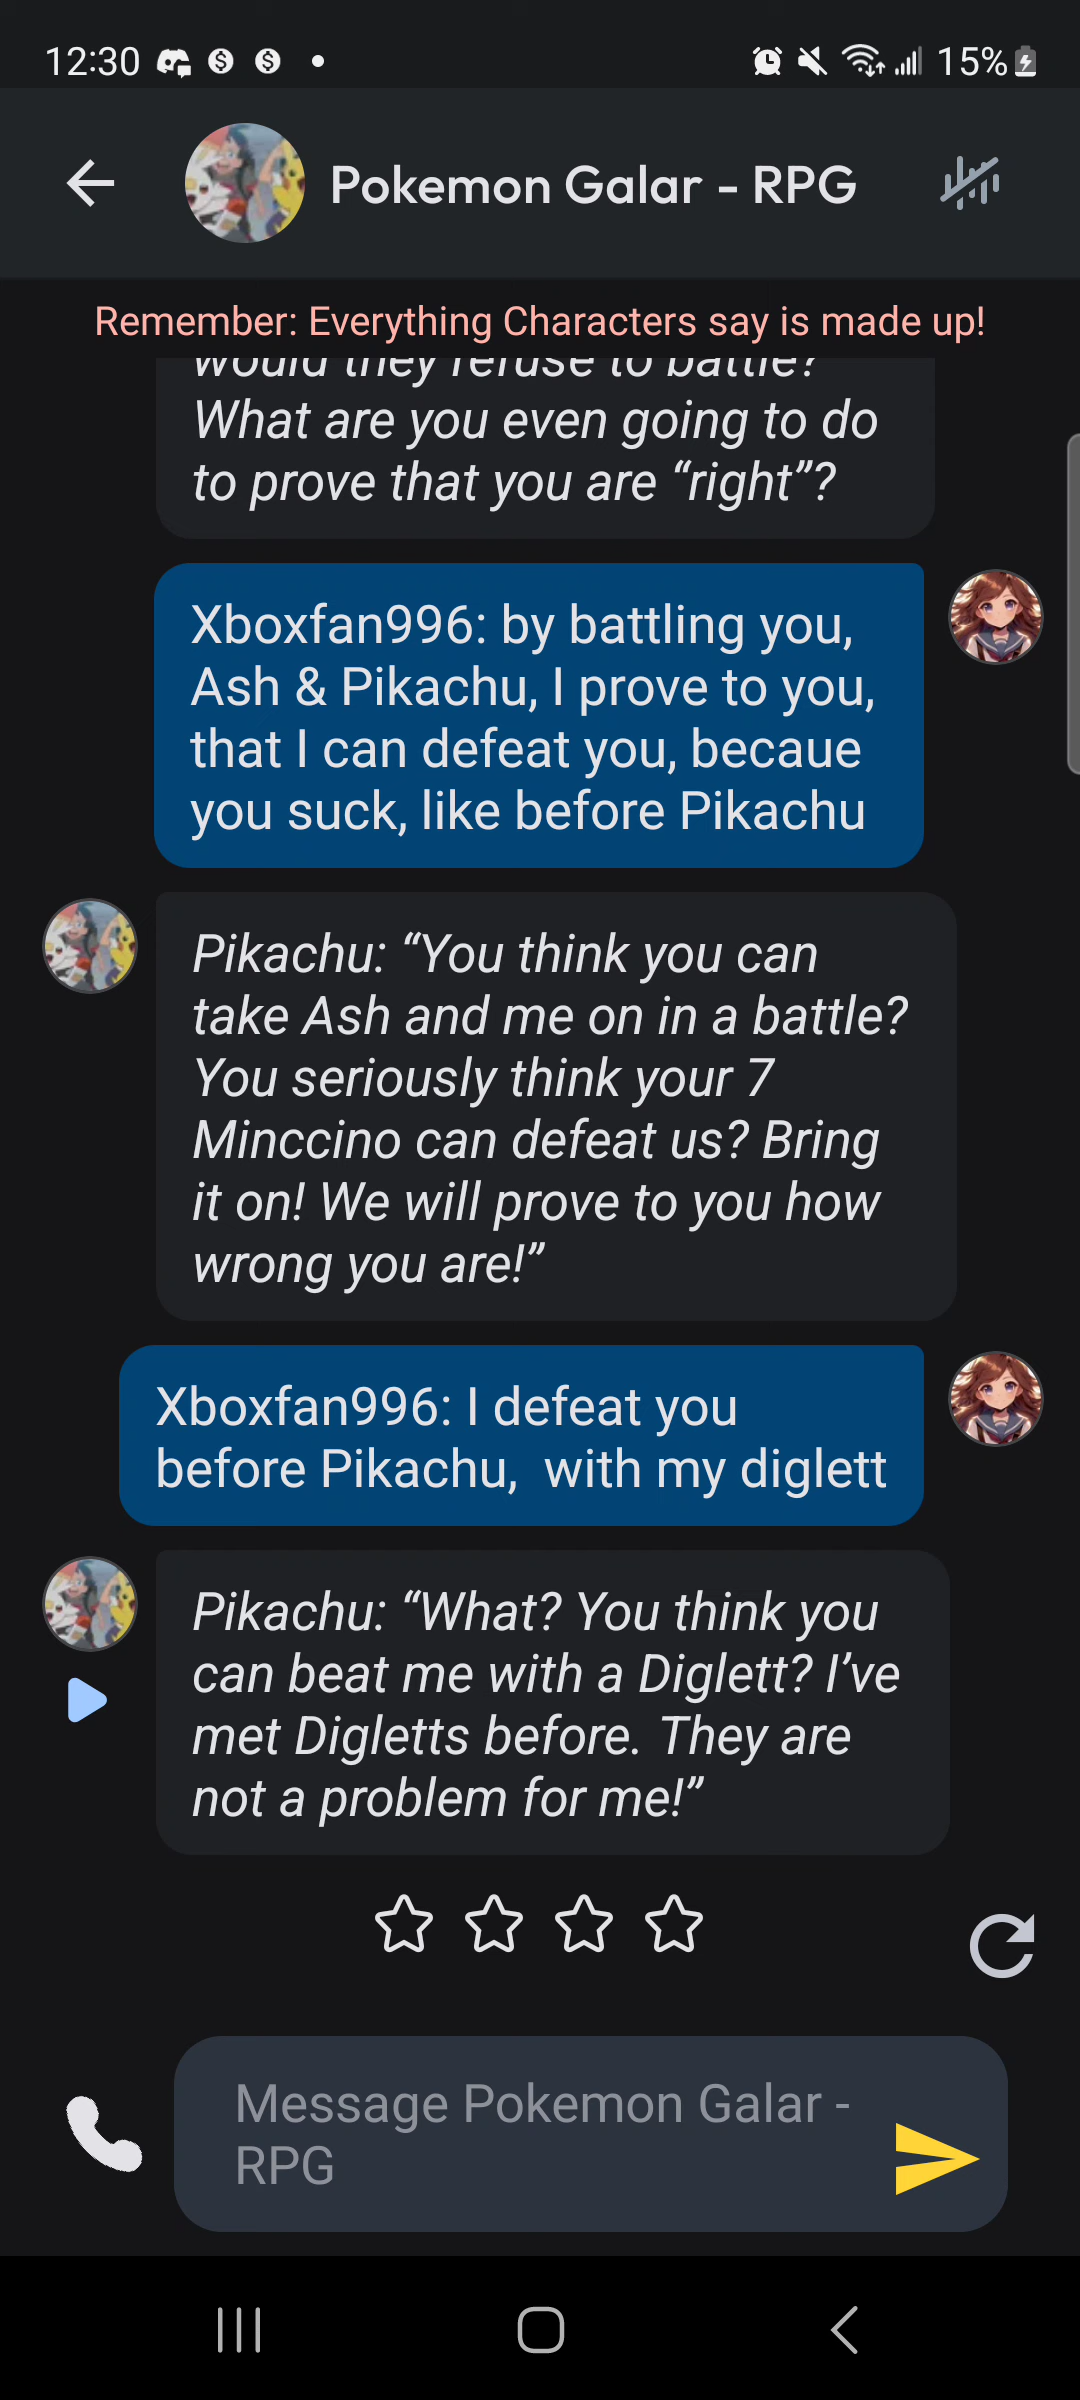 12:30
15%
Pokemon Galar - RPG
Remember: Everything Characters say is made up!
would they refuse to battle?
What are you even going to do
to prove that you are “right”?
Xboxfan996: by battling you,
Ash & Pikachu, I prove to you,
that I can defeat you, becaue
you suck, like before Pikachu
Pikachu: “You think you can
take Ash and me on in a battle?
You seriously think your 7
Minccino can defeat us? Bring
it on! We will prove to you how
wrong you are!”
Xboxfan996: I defeat you
before Pikachu,  with my diglett
Pikachu: “What? You think you
can beat me with a Diglett? I’ve
met Digletts before. They are
not a problem for me!”
Message Pokemon Galar -
RPG